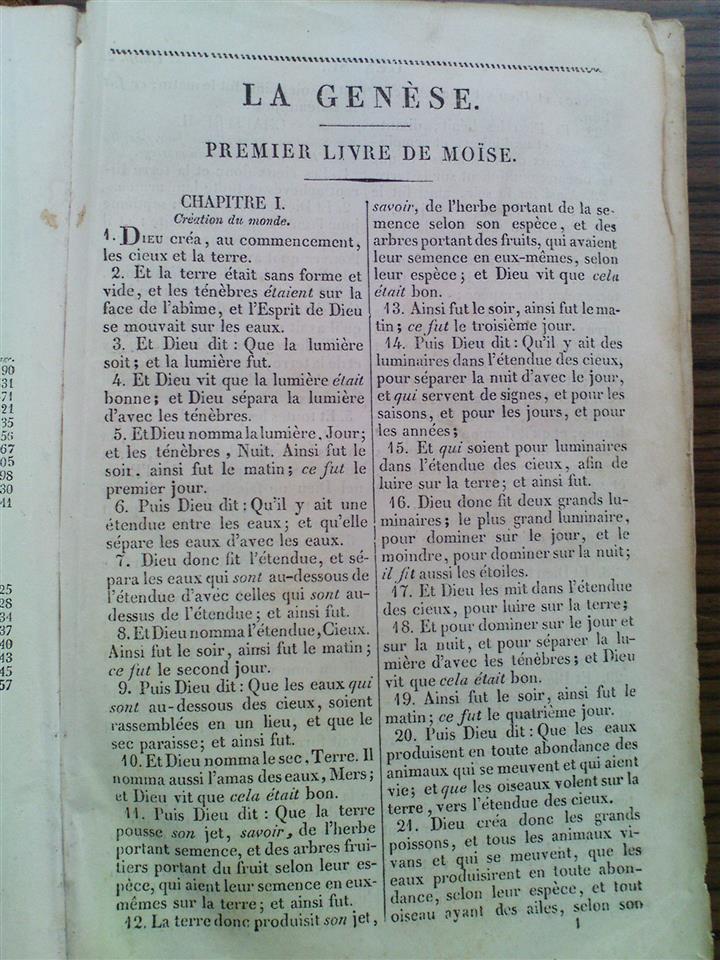 LA GENÈSE.
PREMIER LIVRE DE MOÏSE.
CHAPITRE I.
Création du monde.
1. DIEU créa, au commencement,
les cieux et la terre.
2. Et la terre était sans forme et
vide, et les ténèbres étaient sur la
face de l'abîme, et l'Esprit de Dieu
se mouvait sur les eaux.
3. Et Dieu dit : Que la lumière
soit; et la lumière fut.
4. Et Dieu vit que la lumière était
bonne; et Dieu sépara la lumière
d'avec les ténèbres.
5. Et Dieu nomma la lumière, Jour;
et les ténèbres, Nuit. Ainsi fut le
soir, ainsi fut le matin; ce fut le
premier jour.
6. Puis Dieu dit : Qu'il y ait une
étendue entre les eaux; et qu'elle
sépare les eaux d'avec les eaux.
7. Dieu donc fit l'étendue, et sé-
para les eaux qui sont au-dessous de
l'étendue d'avec celles qui sont au-
dessus de l'étendue; et ainsi fut.
8. Et Dieu nomma l'étendue, Cieux.
Ainsi fut le soir, ainsi fut le matin;
ce fut le second jour.
9. Puis Dieu dit : Que les eaux qui
sont au-dessous des cieux, soient
rassemblées en un lieu, et que le
sec paraisse; et ainsi fut.
10. Et Dieu nomma le sec, Terre. Il
nomma aussi l'amas des eaux, Mers;
et Dieu vit que cela était bon.
11. Puis Dieu dit : Que la terre
pousse son jet, savoir, de l'herbe
portant semence, et des arbres frui-
tiers portant du fruit selon leur es-
pèce, qui aient leur semence en eux-
mêmes sur la terre; et ainsi fut.
12. La terre donc produisit son jet,
savoir, de l'herbe portant de la se-
mence selon son espèce, et des
arbres portant des fruits, qui avaient
leur semence en eux-mêmes, selon
leur espèce; et Dieu vit que cela
était bon.
13. Ainsi fut le soir, ainsi fut le ma-
tin; ce fut le troisième jour.
14. Puis Dieu dit : Qu'il y ait des
luminaires dans l'étendue des cieux,
pour séparer la nuit d'avec le jour,
et qui servent de signes, et pour les
saisons, et pour les jours, et pour
les années;
15. Et qui soient pour luminaires
dans l'étendue des cieux, afin de
luire sur la terre; et ainsi fut.
16. Dieu donc fit deux grands lu-
minaires; le plus grand luminaire,
pour dominer sur le jour, et le
moindre, pour dominer sur la nuit;
il fit aussi les étoiles.
17. Et Dieu les mit dans l'étendue
des cieux, pour luire sur la terre;
18. Et pour dominer sur le jour et
sur la nuit, et pour séparer la lu-
mière d'avec les ténèbres; et Dieu
vit que cela était bon.
19. Ainsi fut le soir, ainsi fut le
matin; ce fut le quatrième jour.
20. Puis Dieu dit : Que les eaux
produisent en toute abondance des
animaux qui se meuvent et qui aient
vie; et que les oiseaux volent sur la
terre, vers l'étendue des cieux.
21. Dieu créa donc les grands
poissons, et tous les animaux vi-
vans et qui se meuvent, que les
eaux produisirent en toute abon-
dance, selon leur espèce, et tout
oiseau ayant des ailes, selon son
1
90
31
71
21
35
56
67
05
98
30
41
25
28
34
37
40
43
45
57